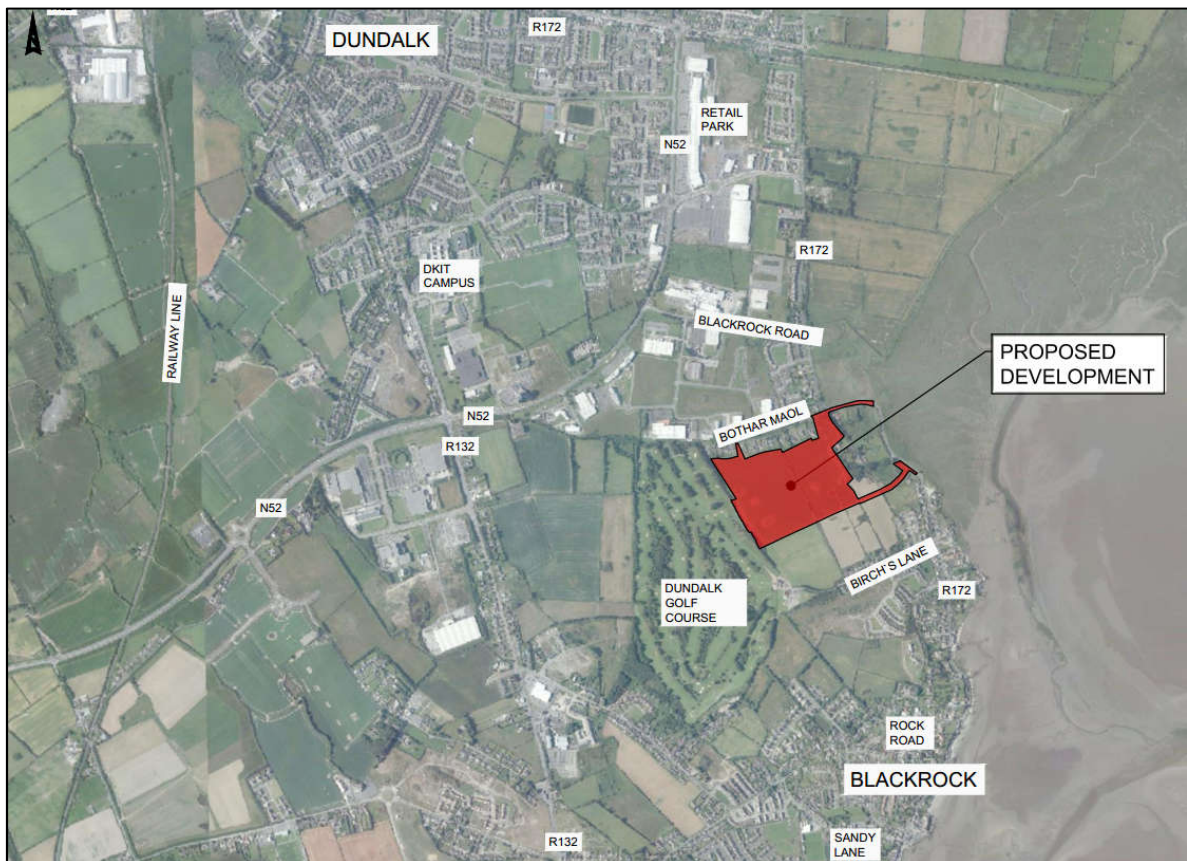 DUNDALK
R172
RETAIL
PARK
N52
R172
DKIT
CAMPUS
BLACKROCK ROAD
RAILWAY LINE
PROPOSED
DEVELOPMENT
N52
BOTHAR MAOL
R132
N52
BIRCH`S LANE
DUNDALK
GOLF
COURSE
R172
ROCK
ROAD
BLACKROCK
R132
SANDY
LANE